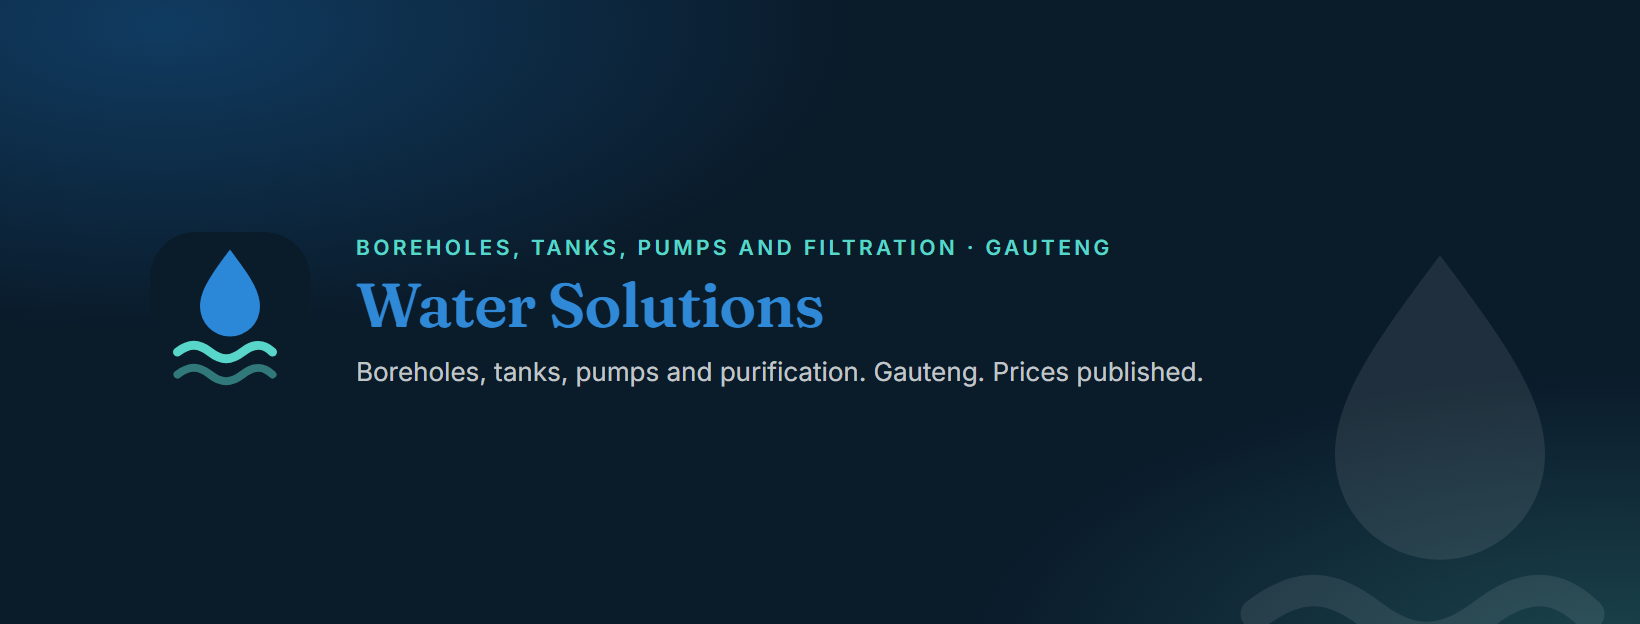 BOREHOLES, TANKS, PUMPS AND FILTRATION · GAUTENG
Water Solutions
Boreholes, tanks, pumps and purification. Gauteng. Prices published.